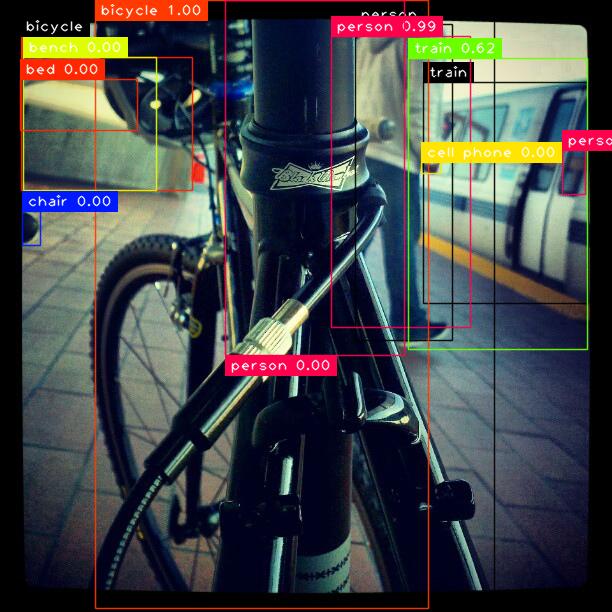 bicycle 1.00
person
bicycle
person 0.99
bench 0.00
train 0.62
bed 0.00
train
cell phone 0.00
perso
chair 0.00
person 0.00